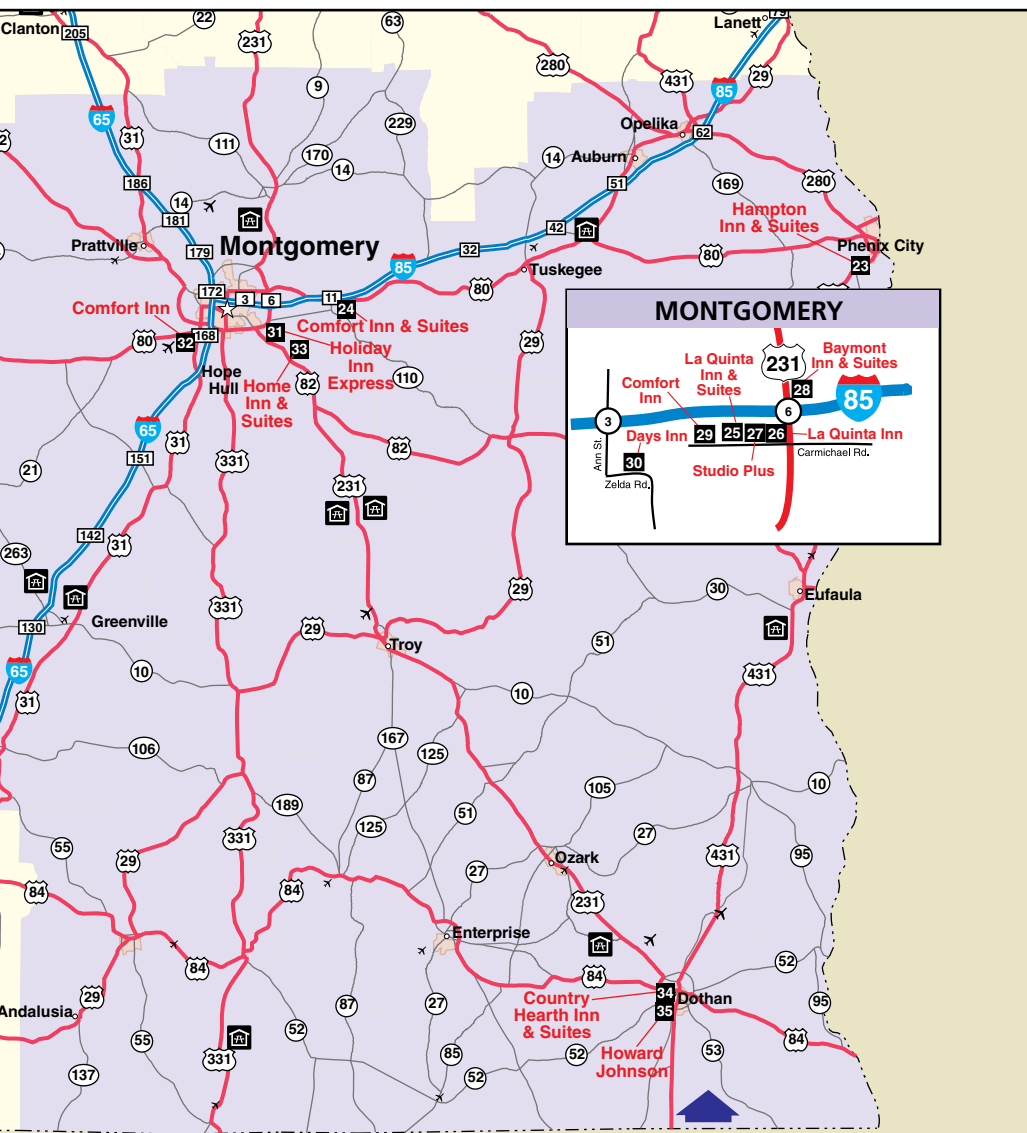 22
63
Lanett
79
Clanton
205
231
280
431
29
85
9
65
31
229
Opelika
62
111
170
14
14
Auburn
186
51
169
280
14
181
Hampton
Inn & Suites
42
Prattville
179
Montgomery
32
80
Phenix City
85
Tuskegee
23
172
3
6
11
80
24
Comfort Inn
Comfort Inn & Suites
168
31
80
32
33
Holiday
Inn
Express
29
Hope
Hull
Home
Inn &
Suites
82
110
MONTGOMERY
231
Baymont
Inn & Suites
La Quinta
Inn &
Suites
28
Comfort
Inn
85
6
3
Days Inn
29
25
27
26
La Quinta Inn
Ann St.
Carmichael Rd.
30
Studio Plus
Zelda Rd.
65
31
82
151
331
21
231
142
31
263
29
30
Eufaula
331
Greenville
130
29
Troy
51
65
10
431
31
10
106
167
125
87
105
10
189
51
125
27
331
55
29
Ozark
431
95
27
84
84
231
Enterprise
84
84
52
29
34
Dothan
Country
Hearth Inn
& Suites
35
95
Andalusia
87
27
52
55
84
Howard
Johnson
331
85
52
53
137
52